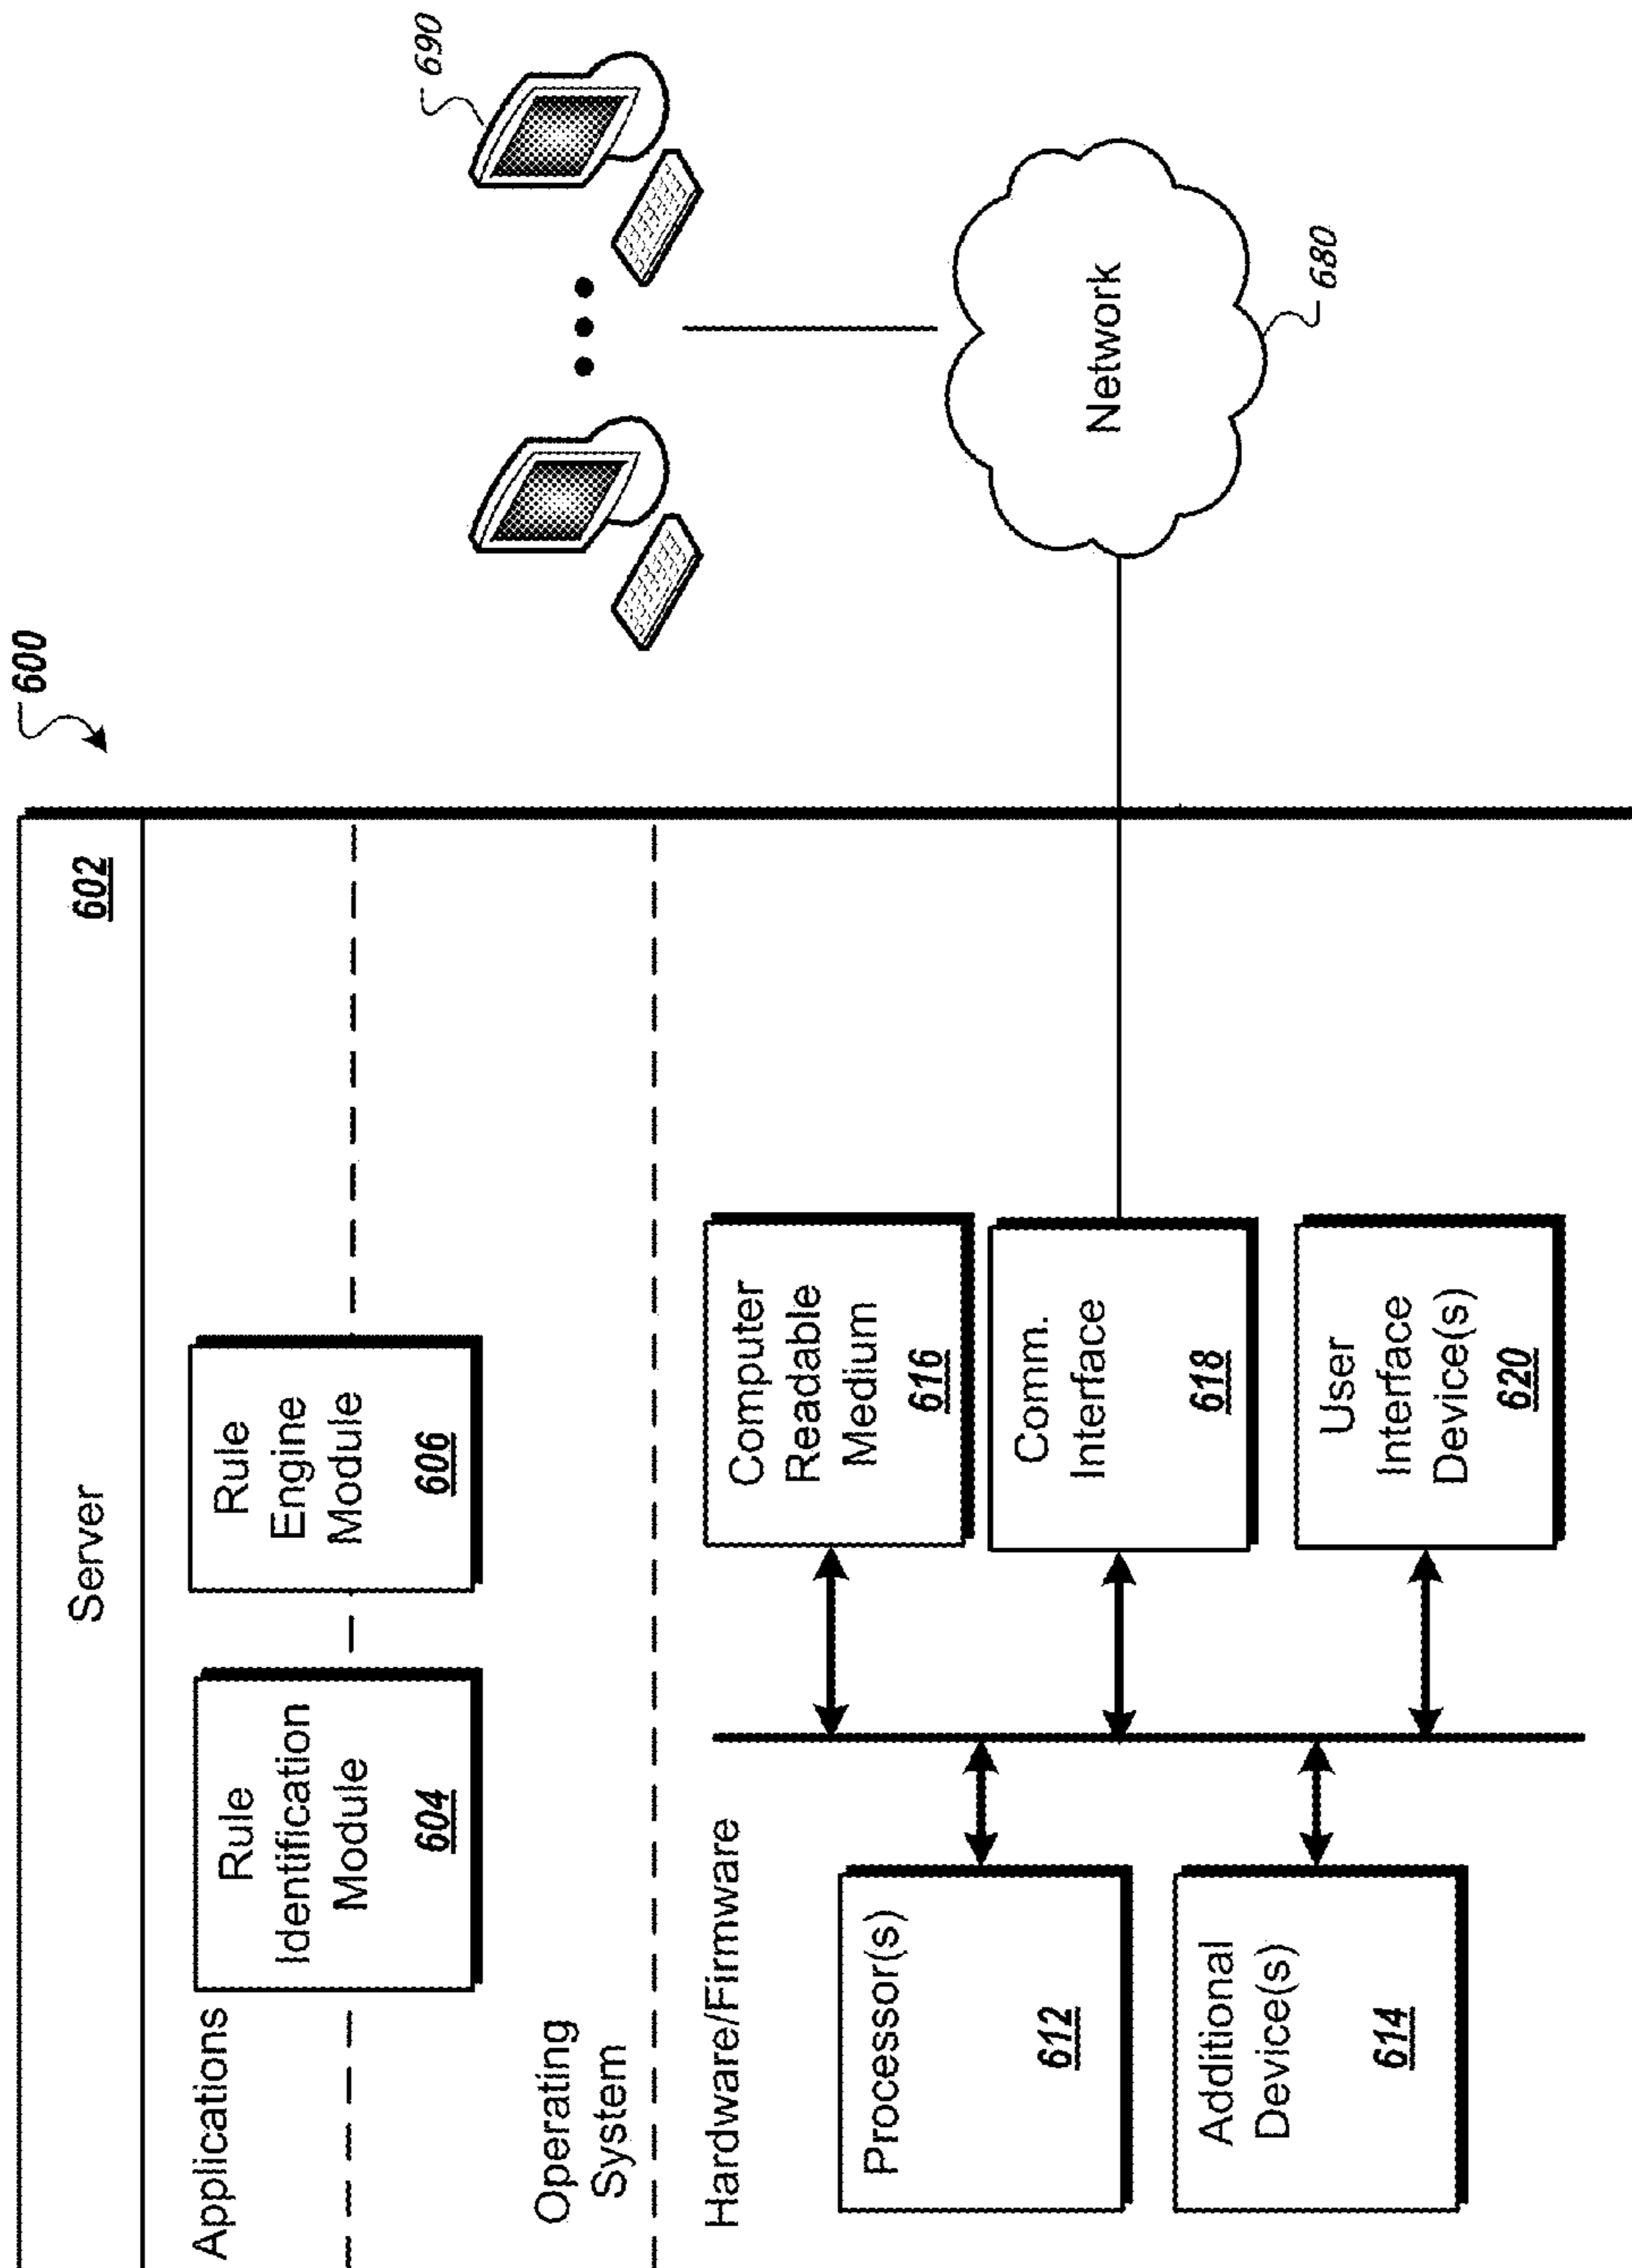 600
Server
602
Applications
Rule
Identification
Module
604
Rule
Engine
Module
606
Operating
System
Hardware/Firmware
Processor(s)
612
Additional
Device(s)
614
Computer
Readable
Medium
616
Comm.
Interface
618
User
Interface
Device(s)
620
690
Network
680